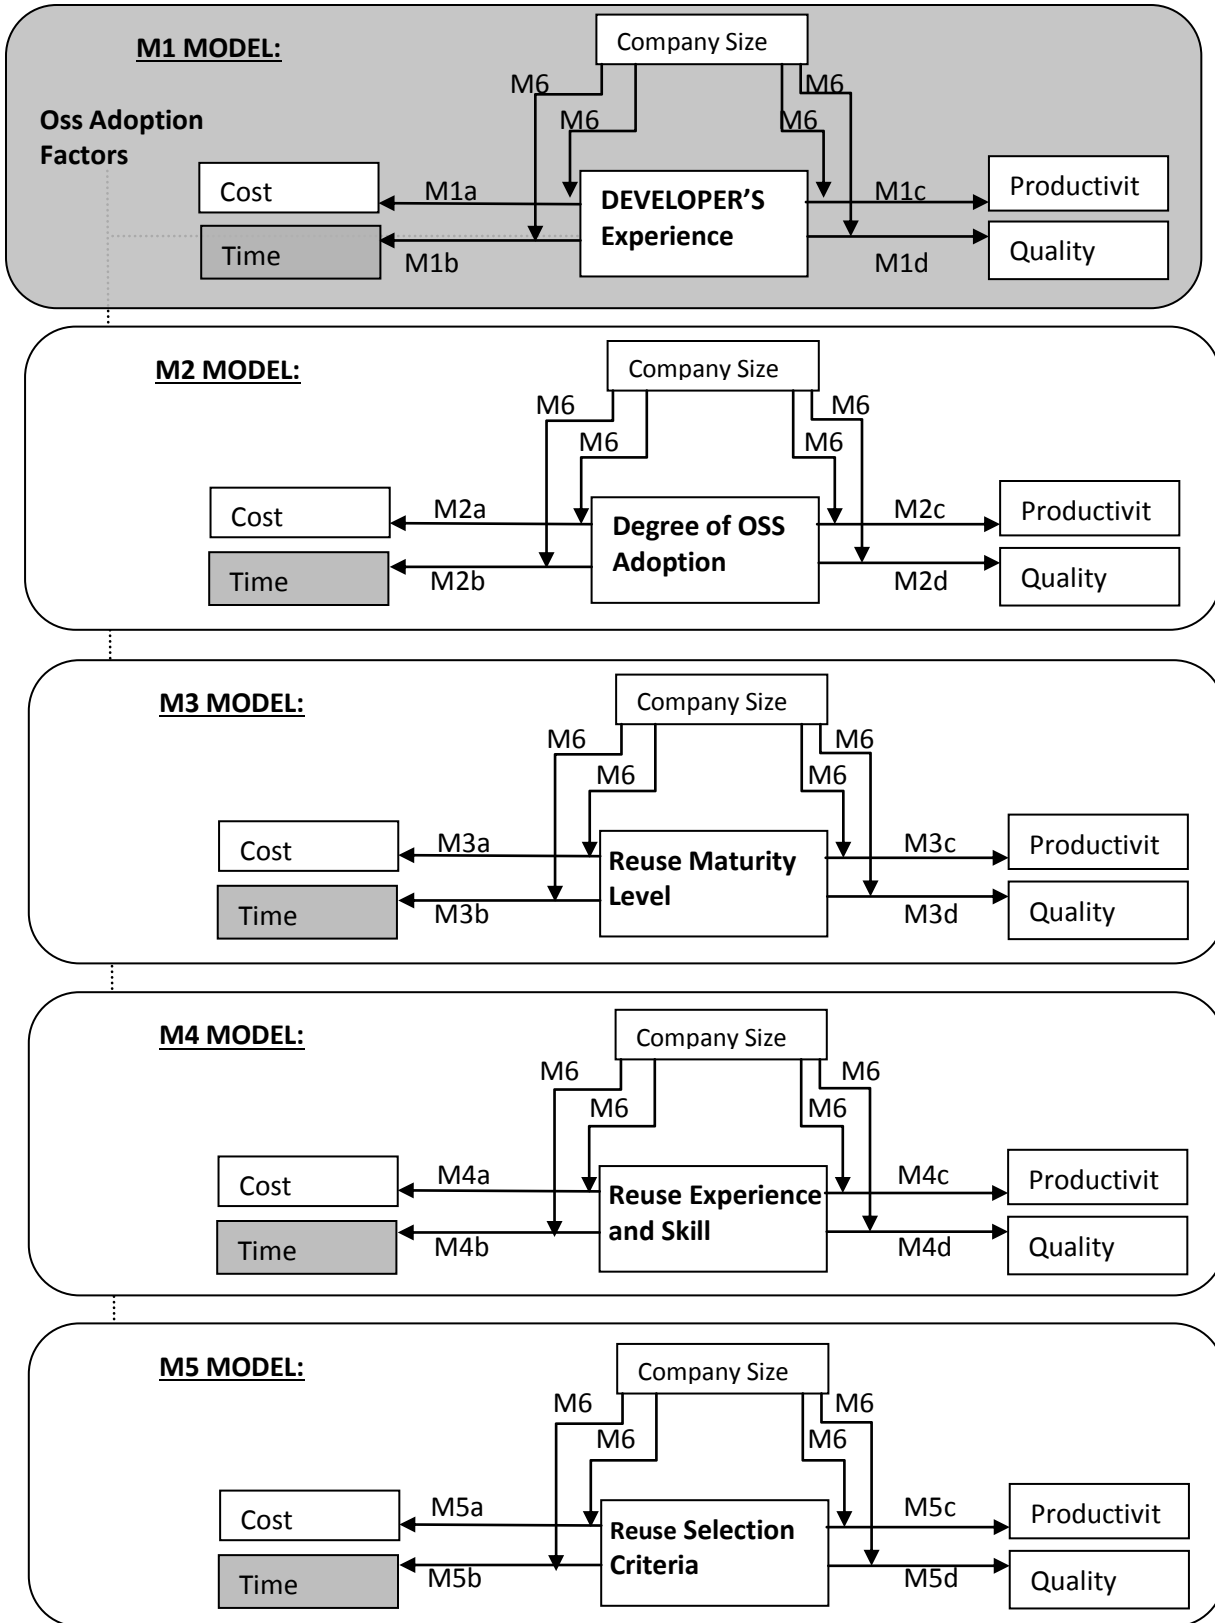 M1 MODEL:
Company Size
M6
M6
M6
M6
Oss Adoption
Factors
Cost
M1a
DEVELOPER'S
Experience
M1c
Productivit
Time
M1b
M1d
Quality
M2 MODEL:
Company Size
M6
M6
M6
M6
Cost
M2a
Degree of OSS
Adoption
M2c
Productivit
Time
M2b
M2d
Quality
M3 MODEL:
Company Size
M6
M6
M6
M6
Cost
M3a
Reuse Maturity
Level
M3c
Productivit
Time
M3b
M3d
Quality
M4 MODEL:
Company Size
M6
M6
M6
M6
Cost
M4a
Reuse Experience
and Skill
M4c
Productivit
Time
M4b
M4d
Quality
M5 MODEL:
Company Size
M6
M6
M6
M6
Cost
M5a
Reuse Selection
Criteria
M5c
Productivit
Time
M5b
M5d
Quality